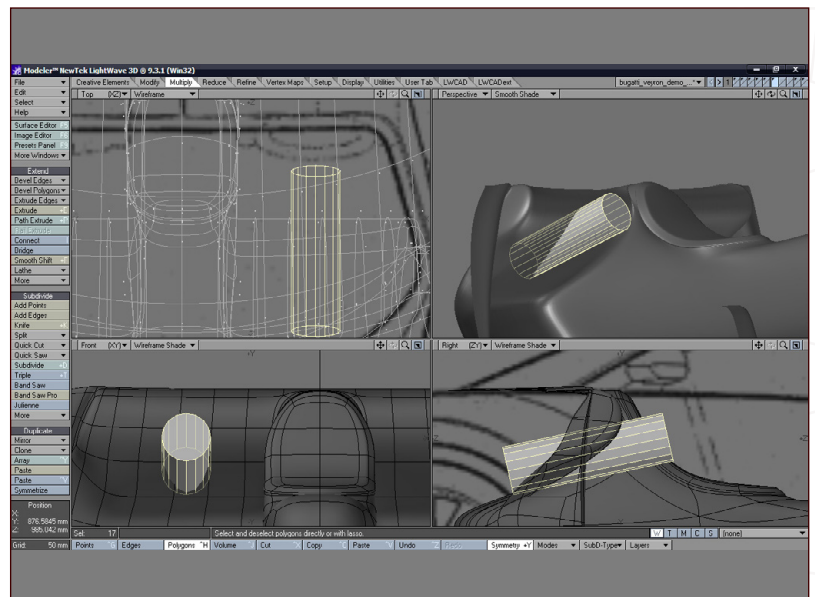 Modeler™ NewTek LightWave 3D ® 9.3.1 (Win32)
File Creative Elements Modify Multiply Reduce Refine Vertex Maps Setup Display Utilities User Tab LWCAD LWCADext bugatti_veyron_demo_...* 1
Edit Top (XZ) Wireframe Perspective Smooth Shade
Select
Help
Surface Editor F5
Image Editor F6
Presets Panel F8
More Windows
Extend
Bevel Edges
Bevel Polygons
Extrude Edges
Extrude
Path Extrude
Connect
Bridge
Smooth Shift
Lathe
More
Subdivide
Add Points
Add Edges
Knife
Split
Quick Cut Front (XY) Wireframe Shade Right (ZY) Wireframe Shade
Quick Saw
Subdivide
Triple
Band Saw
Band Saw Pro
Julienne
More
Duplicate
Mirror
Clone
Array
Paste
Paste
Symmetrize
Position
X:
Y: 876.5845 mm
Z: 985.042 mm
Sel: 17 Select and deselect polygons directly or with lasso. W T M C S (none)
Grid: 50 mm Points Edges Polygons ^H Volume Cut Copy Paste Undo Symmetry +Y Modes SubD-Type Layers